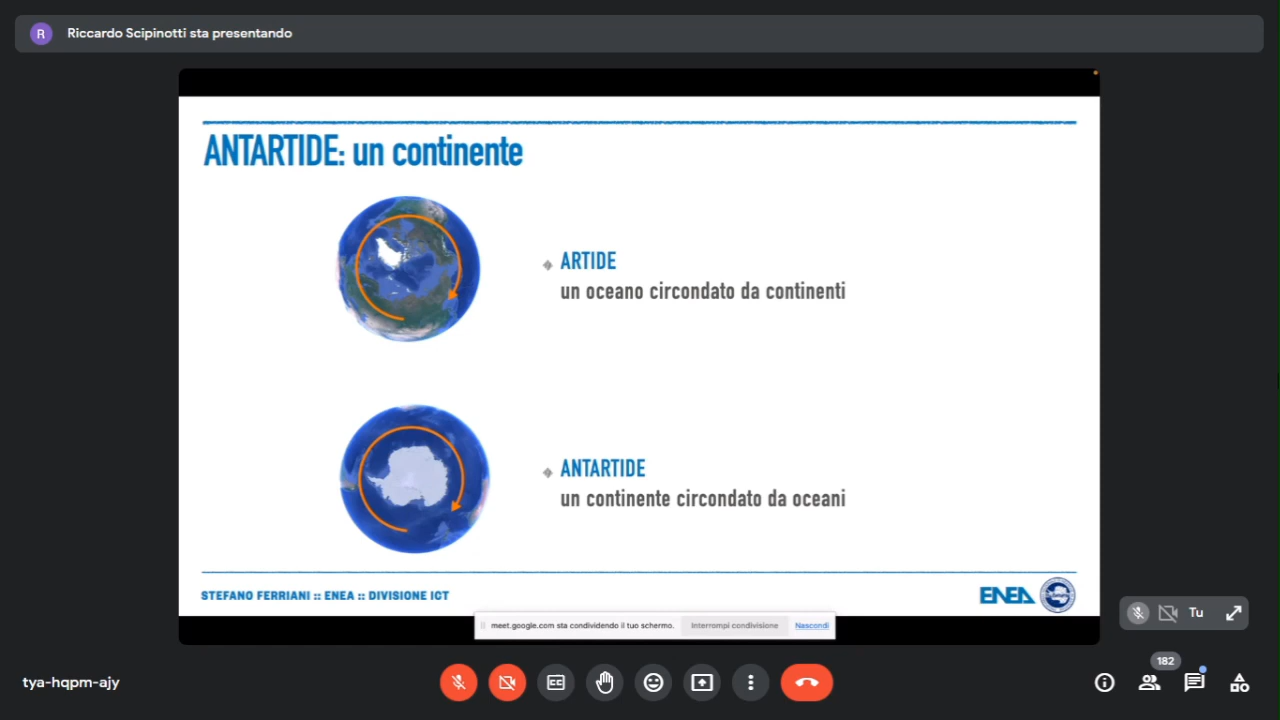 R
Riccardo Scipinotti sta presentando
ANTARTIDE: un continente
ARTIDE
un oceano circondato da continenti
ANTARTIDE
un continente circondato da oceani
STEFANO FERRIANI :: ENEA :: DIVISIONE ICT
ENEA
meet.google.com sta condividendo il tuo schermo. Interrompi condivisione Nascondi
Tu
tya-hqpm-ajy
CC
182